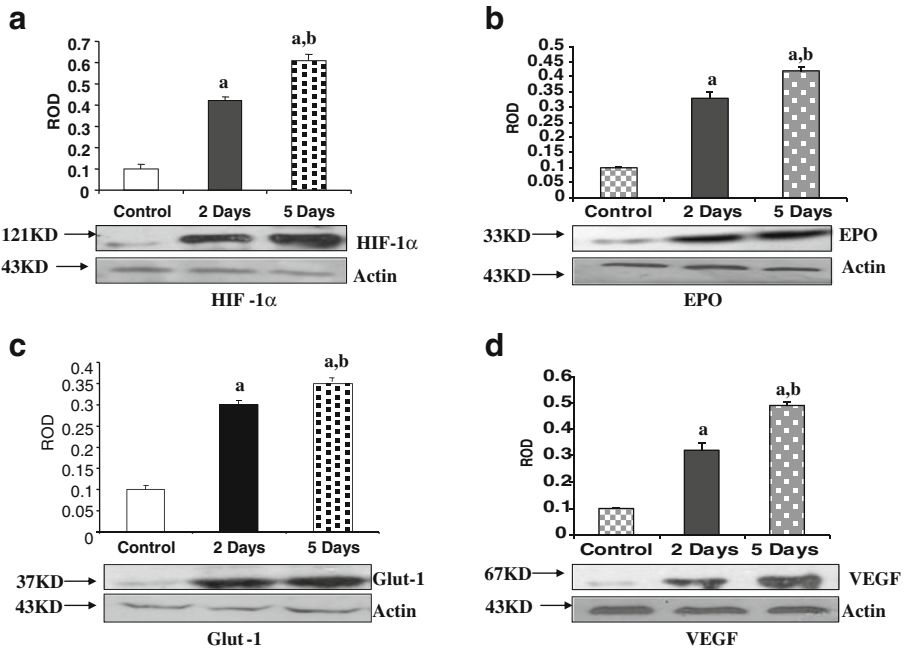 a
0.7
0.6
0.5
0.4
0.3
0.2
0.1
0
ROD
a
a,b
Control 2 Days 5 Days
121KD
HIF-1α
43KD
Actin
HIF -1α
b
0.5
0.45
0.4
0.35
0.3
0.25
0.2
0.15
0.1
0.05
0
ROD
a
a,b
Control 2 Days 5 Days
33KD
EPO
43KD
Actin
EPO
c
0.4
0.35
0.3
0.25
0.2
0.15
0.1
0.05
0
ROD
a
a,b
Control 2 Days 5 Days
37KD
Glut-1
43KD
Actin
Glut -1
d
0.6
0.5
0.4
0.3
0.2
0.1
0
ROD
a
a,b
Control 2 Days 5 Days
67KD
VEGF
43KD
Actin
VEGF